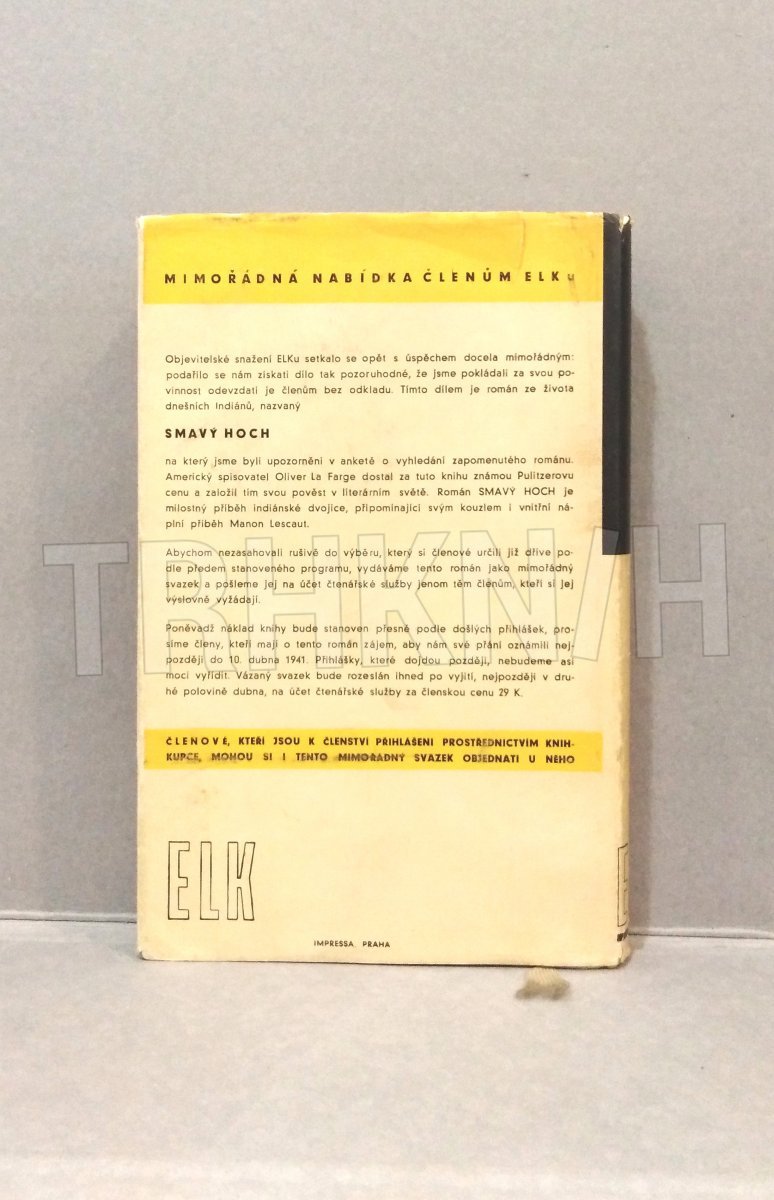 MIMOŘÁDNÁ NABÍDKA ČLENŮM ELKu
Objevitelské snažení ELKu setkalo se opět s úspěchem docela mimořádným:
podařilo se nám získati dílo tak pozoruhodné, že jsme pokládali za svou po-
vinnost odevzdati je členům bez odkladu. Tímto dílem je román ze života
dnešních Indiánů, nazvaný
SMAVÝ HOCH
na který jsme byli upozorněni v anketě o vyhledání zapomenutého románu.
Americký spisovatel Oliver La Farge dostal za tuto knihu známou Pulitzerovu
cenu a založil tím svou pověst v literárním světě. Román SMAVÝ HOCH je
milostný příběh indiánské dvojice, připomínající svým kouzlem i vnitřní ná-
plní příběh Manon Lescaut.
Abychom nezasahovali rušivě do výběru, který si členové určili již dříve po-
dle předem stanoveného programu, vydáváme tento román jako mimořádný
svazek a pošleme jej na účet čtenářské služby jenom těm členům, kteří si jej
výslovně vyžádají.
Poněvadž náklad knihy bude stanoven přesně podle došlých přihlášek, pro-
síme členy, kteří mají o tento román zájem, aby nám své přání oznámili nej-
později do 10. dubna 1941. Přihlášky, které dojdou později, nebudeme asi
moci vyřídit. Vázaný svazek bude rozeslán ihned po vyjití, nejpozději v dru-
hé polovině dubna, na účet čtenářské služby za členskou cenu 29 K.
ČLENOVÉ, KTEŘÍ JSOU K ČLENSTVÍ PŘIHLÁŠENI PROSTŘEDNICTVÍM KNIH-
KUPCE, MOHOU SI I TENTO MIMOŘÁDNÝ SVAZEK OBJEDNATI U NĚHO
ELK
IMPRESSA PRAHA
TRHKNIH